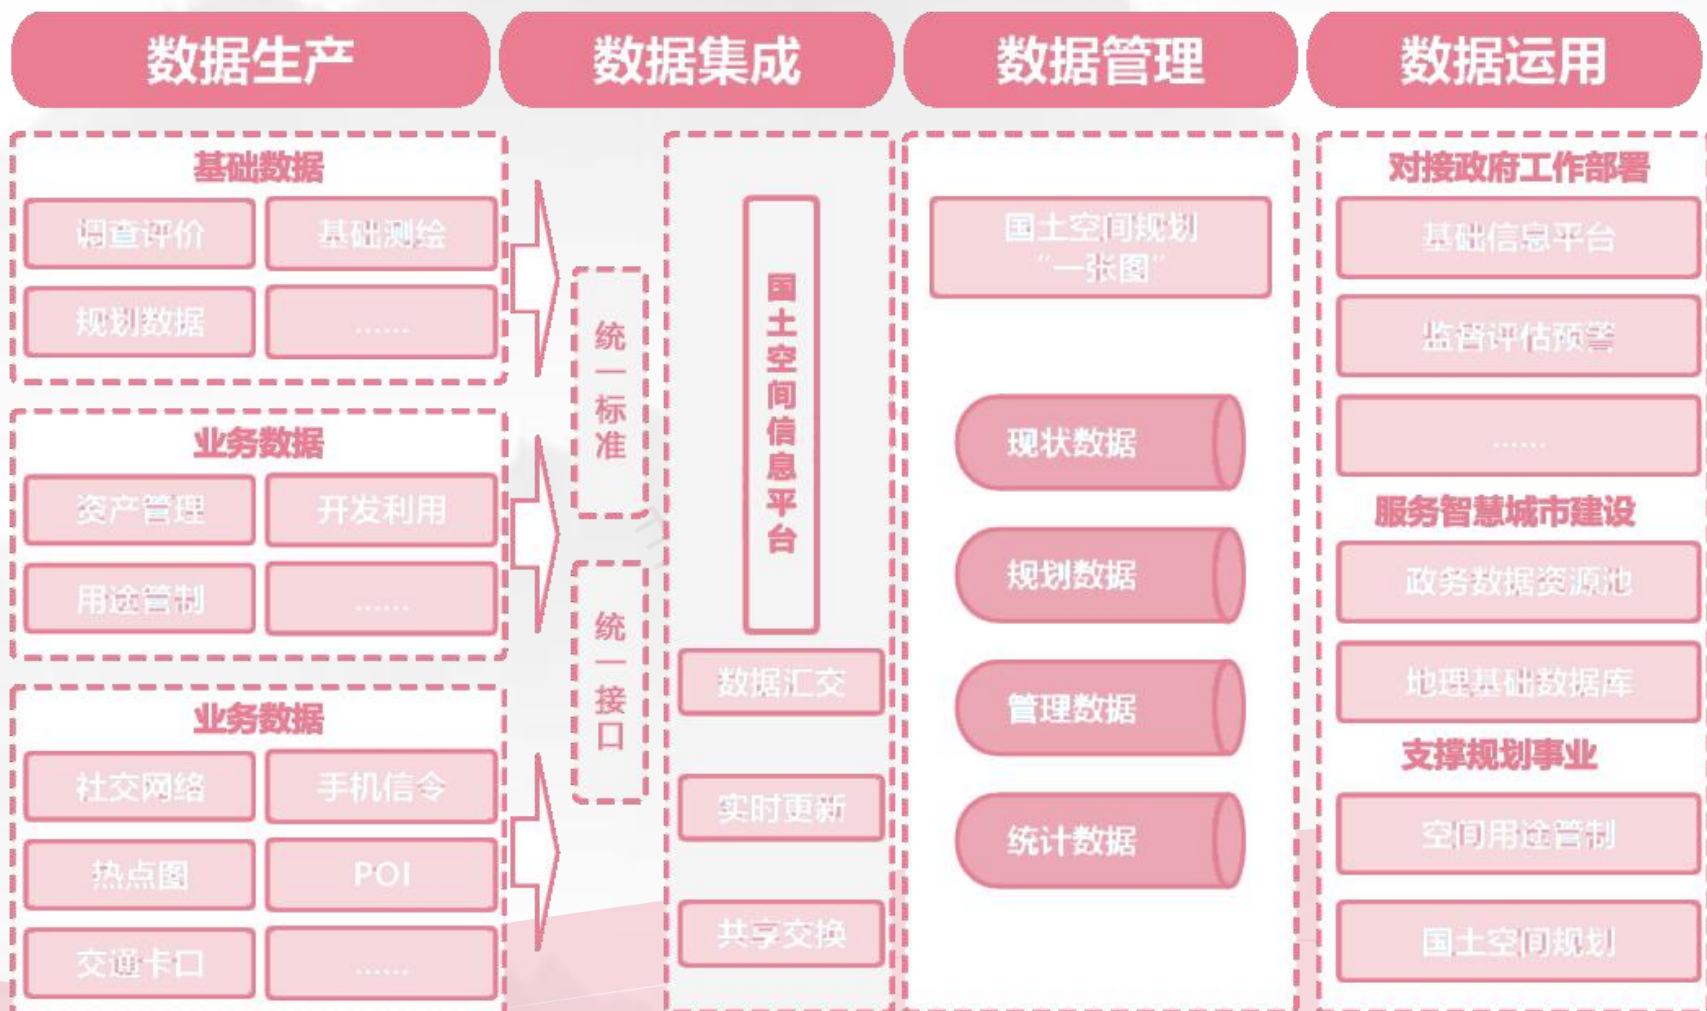 数据生产
数据集成
数据管理
数据运用
基础数据
调查评价
基础测绘
规划数据
......
业务数据
资产管理
开发利用
用途管制
......
业务数据
社交网络
手机信令
热点图
POI
交通卡口
......
统一标准
统一接口
国土空间信息平台
数据汇交
实时更新
共享交换
国土空间规划
“一张图”
现状数据
规划数据
管理数据
统计数据
对接政府工作部署
基础信息平台
监督评估预警
......
服务智慧城市建设
政务数据资源池
地理基础数据库
支撑规划事业
空间用途管制
国土空间规划